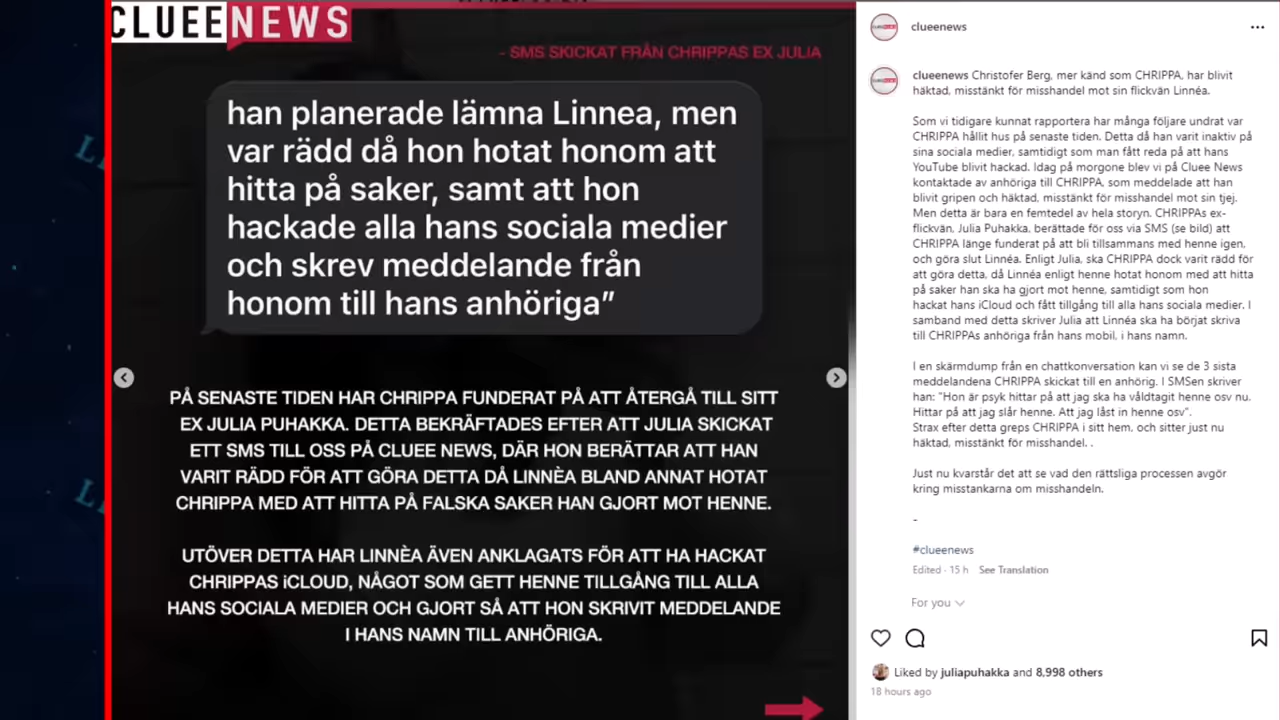 CLUEENEWS
- SMS SKICKAT FRÅN CHRIPPAS EX JULIA
han planerade lämna Linnea, men
var rädd då hon hotat honom att
hitta på saker, samt att hon
hackade alla hans sociala medier
och skrev meddelande från
honom till hans anhöriga”
PÅ SENASTE TIDEN HAR CHRIPPA FUNDERAT PÅ ATT ÅTERGÅ TILL SITT
EX JULIA PUHAKKA. DETTA BEKRÄFTADES EFTER ATT JULIA SKICKAT
ETT SMS TILL OSS PÅ CLUEE NEWS, DÄR HON BERÄTTAR ATT HAN
VARIT RÄDD FÖR ATT GÖRA DETTA DÅ LINNÈA BLAND ANNAT HOTAT
CHRIPPA MED ATT HITTA PÅ FALSKA SAKER HAN GJORT MOT HENNE.
UTÖVER DETTA HAR LINNÈA ÄVEN ANKLAGATS FÖR ATT HA HACKAT
CHRIPPAS iCLOUD, NÅGOT SOM GETT HENNE TILLGÅNG TILL ALLA
HANS SOCIALA MEDIER OCH GJORT SÅ ATT HON SKRIVIT MEDDELANDE
I HANS NAMN TILL ANHÖRIGA.
clueenews
clueenews Christofer Berg, mer känd som CHRIPPA, har blivit
häktad, misstänkt för misshandel mot sin flickvän Linnéa.
Som vi tidigare kunnat rapportera har många följare undrat var
CHRIPPA hållit hus på senaste tiden. Detta då han varit inaktiv på
sina sociala medier, samtidigt som man fått reda på att hans
YouTube blivit hackad. Idag på morgone blev vi på Cluee News
kontaktade av anhöriga till CHRIPPA, som meddelade att han
blivit gripen och häktad, misstänkt för misshandel mot sin tjej.
Men detta är bara en femtedel av hela storyn. CHRIPPAs ex-
flickvän, Julia Puhakka, berättade för oss via SMS (se bild) att
CHRIPPA länge funderat på att bli tillsammans med henne igen,
och göra slut Linnéa. Enligt Julia, ska CHRIPPA dock varit rädd för
att göra detta, då Linnéa enligt henne hotat honom med att hitta
på saker han ska ha gjort mot henne, samtidigt som hon
hackat hans iCloud och fått tillgång till alla hans sociala medier. I
samband med detta skriver Julia att Linnéa ska ha börjat skriva
till CHRIPPAs anhöriga från hans mobil, i hans namn.
I en skärmdump från en chattkonversation kan vi se de 3 sista
meddelandena CHRIPPA skickat till en anhörig. I SMSen skriver
han: "Hon är psyk hittar på att jag ska ha våldtagit henne osv nu.
Hittar på att jag slår henne. Att jag låst in henne osv".
Strax efter detta greps CHRIPPA i sitt hem, och sitter just nu
häktad, misstänkt för misshandel. .
Just nu kvarstår det att se vad den rättsliga processen avgör
kring misstankarna om misshandeln.
-
#clueenews
Edited · 15 h See Translation
For you
Liked by juliapuhakka and 8,998 others
18 hours ago